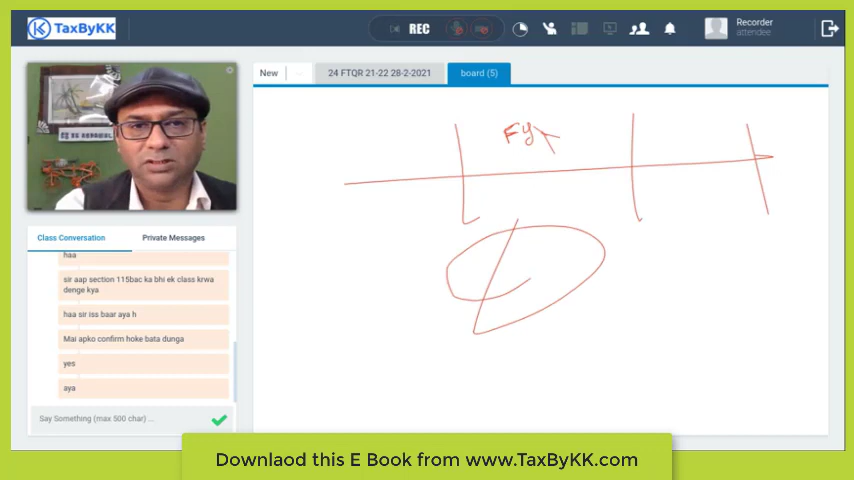 TaxByKK
REC
Recorder
attendee
New
24 FTQR 21-22 28-2-2021
board (5)
FY
Class Conversation
Private Messages
haa
sir aap section 115bac ka bhi ek class krwa
denge kya
haa sir iss baar aya h
Mai apko confirm hoke bata dunga
yes
aya
Say Something (max 500 char) ...
Downlaod this E Book from www.TaxByKK.com